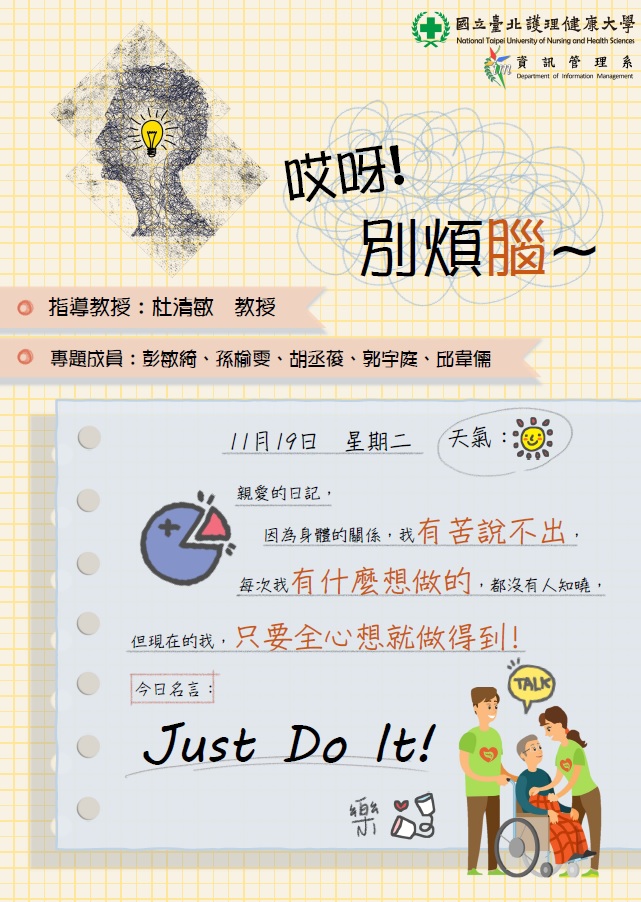 國立臺北護理健康大學
National Taipei University of Nursing and Health Sciences
資訊管理系
Department of Information Management
哎呀!
別煩腦~
指導教授：杜清敏 教授
專題成員：彭敏綺、孫榆雯、胡丞葰、郭宇庭、邱韋儒
11月19日 星期二 天氣：
親愛的日記，
因為身體的關係，我有苦說不出，
每次我有什麼想做的，都沒有人知曉，
但現在的我，只要全心想就做得到!
今日名言：
Just Do It!
TALK
樂